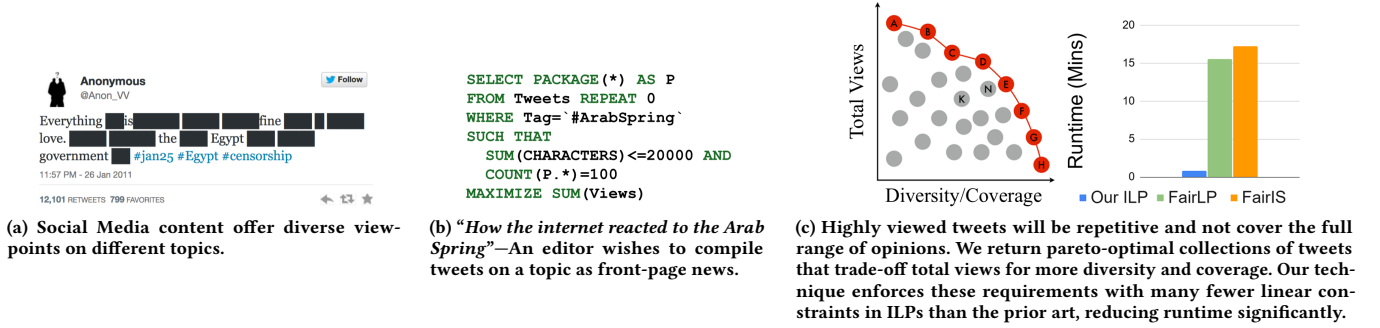 Anonymous
@Anon_VV
Follow
Everything is fine
love. the Egypt
government #jan25 #Egypt #censorship
11:57 PM - 26 Jan 2011
12,101 RETWEETS 799 FAVORITES
(a) Social Media content offer diverse view-
points on different topics.
SELECT PACKAGE(*) AS P
FROM Tweets REPEAT 0
WHERE Tag=`#ArabSpring`
SUCH THAT
SUM(CHARACTERS)<=20000 AND
COUNT(P.*)=100
MAXIMIZE SUM(Views)
(b) “How the internet reacted to the Arab
Spring”—An editor wishes to compile
tweets on a topic as front-page news.
Total Views
A
B
C
D
E
F
G
H
K
N
Diversity/Coverage
Runtime (Mins)
20
15
10
5
0
Our ILP FairLP FairIS
(c) Highly viewed tweets will be repetitive and not cover the full
range of opinions. We return pareto-optimal collections of tweets
that trade-off total views for more diversity and coverage. Our tech-
nique enforces these requirements with many fewer linear con-
straints in ILPs than the prior art, reducing runtime significantly.